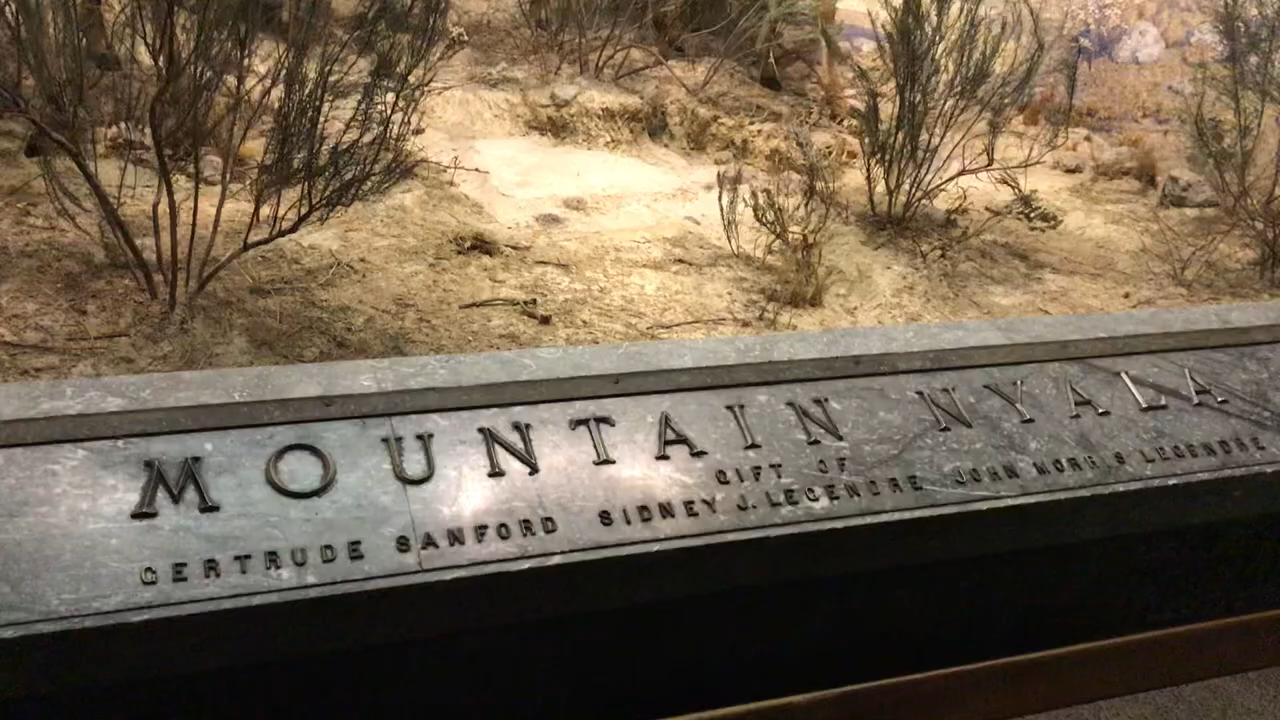 MOUNTAIN NYALA
GIFT OF
GERTRUDE SANFORD SIDNEY J. LEGENDRE JOHN MORRIS LEGENDRE